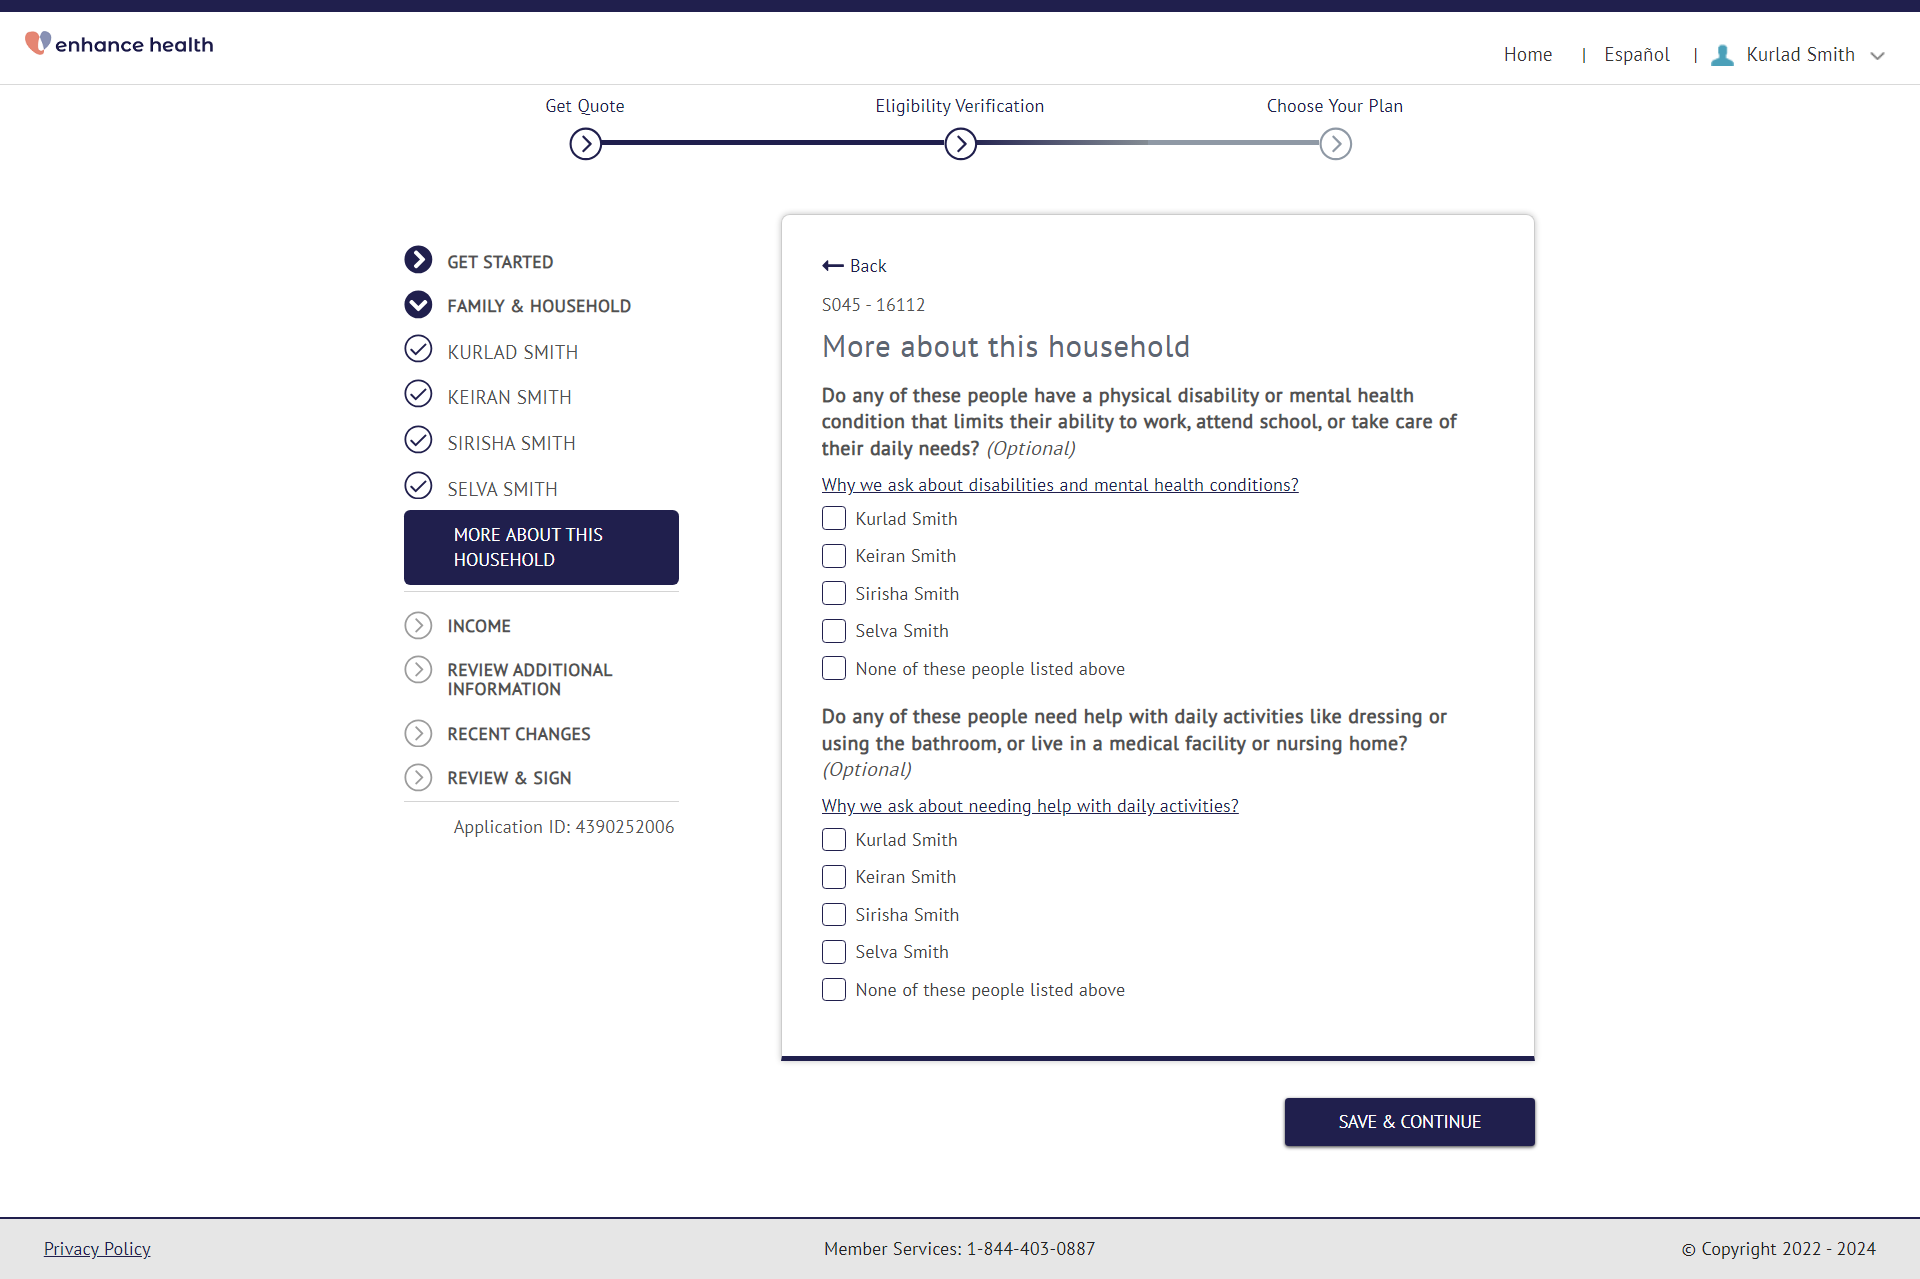 enhance health
Home | Español | Kurlad Smith
Get Quote
Eligibility Verification
Choose Your Plan
GET STARTED
FAMILY & HOUSEHOLD
KURLAD SMITH
KEIRAN SMITH
SIRISHA SMITH
SELVA SMITH
MORE ABOUT THIS
HOUSEHOLD
INCOME
REVIEW ADDITIONAL
INFORMATION
RECENT CHANGES
REVIEW & SIGN
Application ID: 4390252006
Back
S045 - 16112
More about this household
Do any of these people have a physical disability or mental health
condition that limits their ability to work, attend school, or take care of
their daily needs? (Optional)
Why we ask about disabilities and mental health conditions?
Kurlad Smith
Keiran Smith
Sirisha Smith
Selva Smith
None of these people listed above
Do any of these people need help with daily activities like dressing or
using the bathroom, or live in a medical facility or nursing home?
(Optional)
Why we ask about needing help with daily activities?
Kurlad Smith
Keiran Smith
Sirisha Smith
Selva Smith
None of these people listed above
SAVE & CONTINUE
Privacy Policy
Member Services: 1-844-403-0887
© Copyright 2022 - 2024